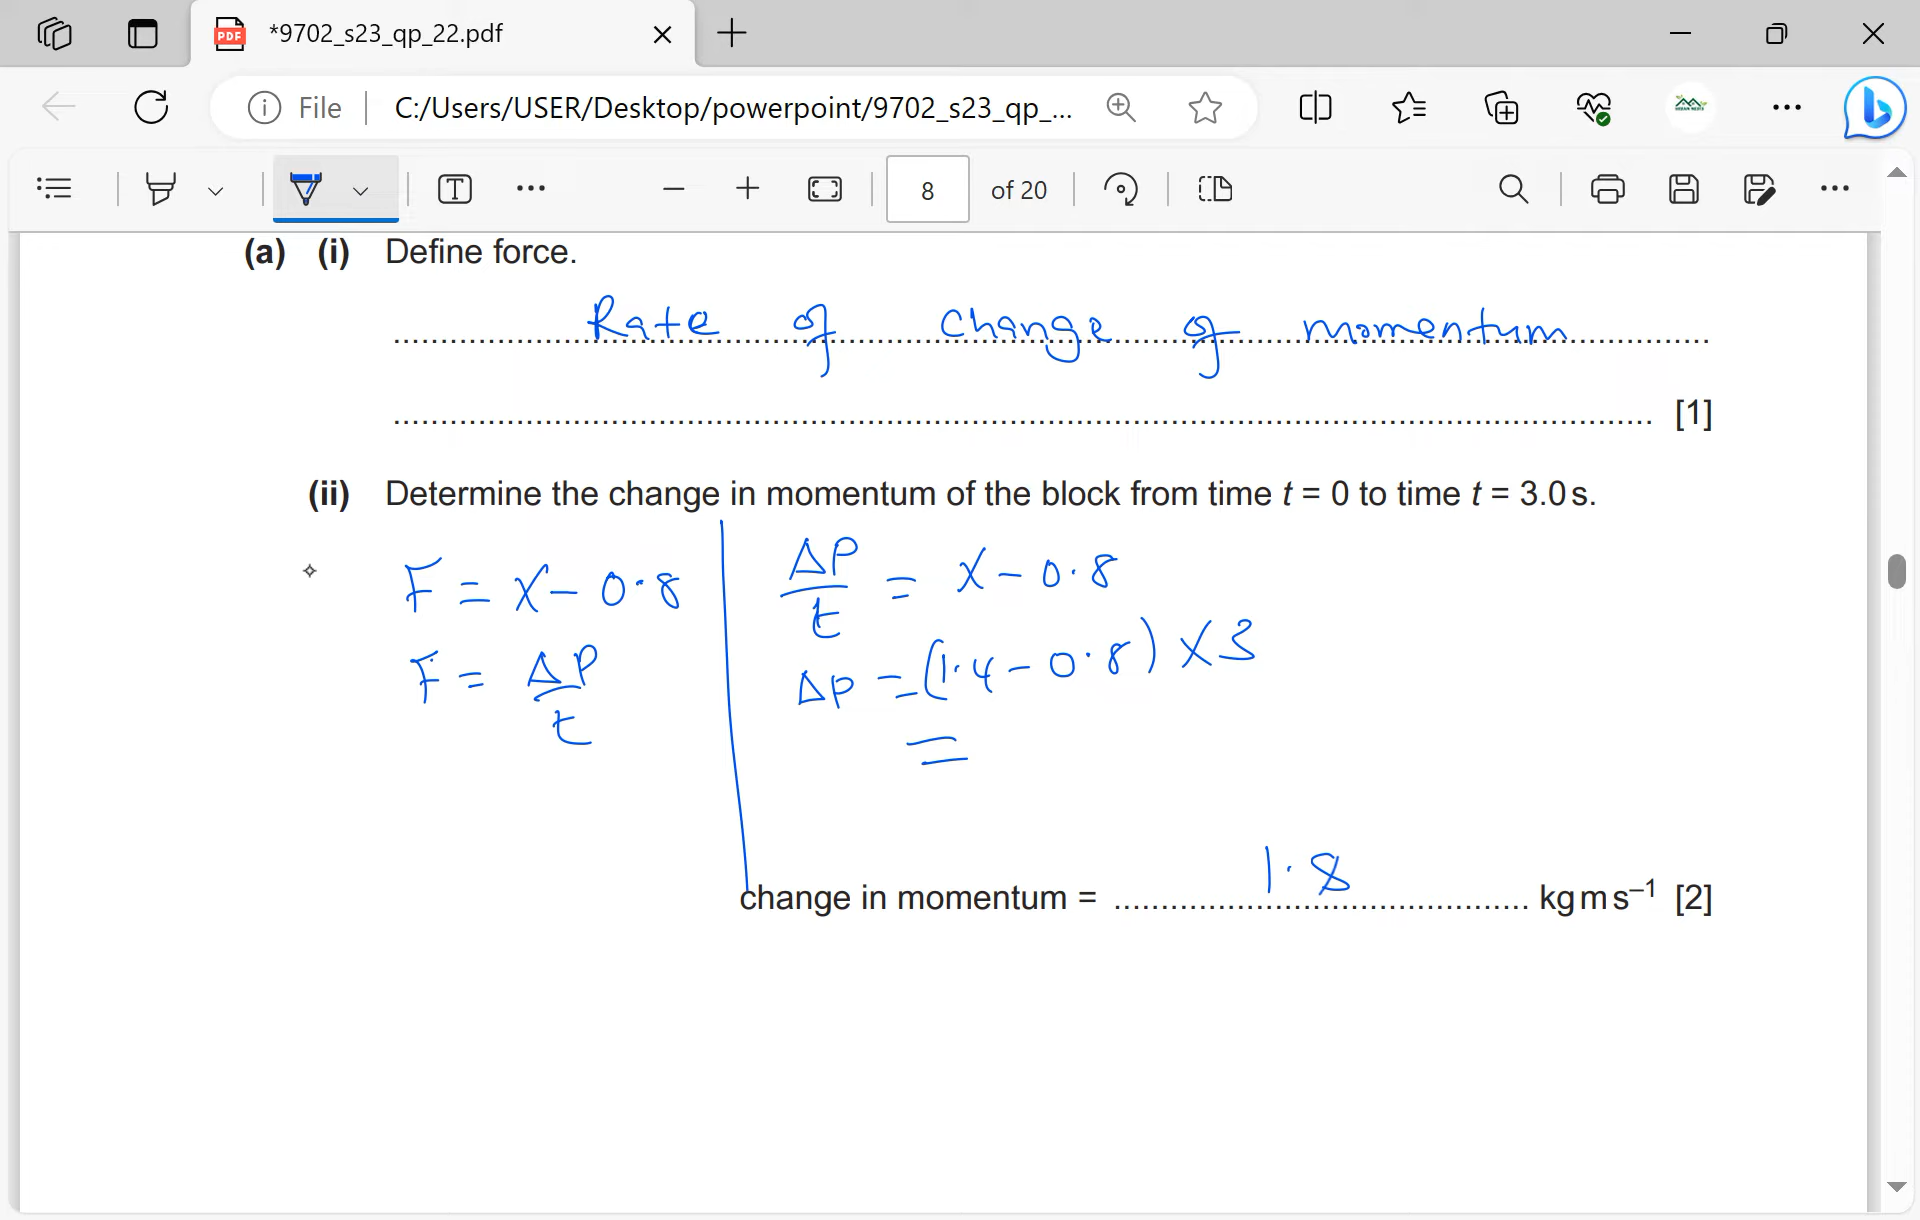 *9702_s23_qp_22.pdf
File C:/Users/USER/Desktop/powerpoint/9702_s23_qp_...
8 of 20
(a) (i) Define force.
Rate of change of momentum
[1]
(ii) Determine the change in momentum of the block from time t = 0 to time t = 3.0 s.
F = X - 0.8
F = ΔP/t
ΔP/t = X - 0.8
ΔP = (1.4 - 0.8) × 3
=
1.8
change in momentum = ........................................ kg m s⁻¹ [2]